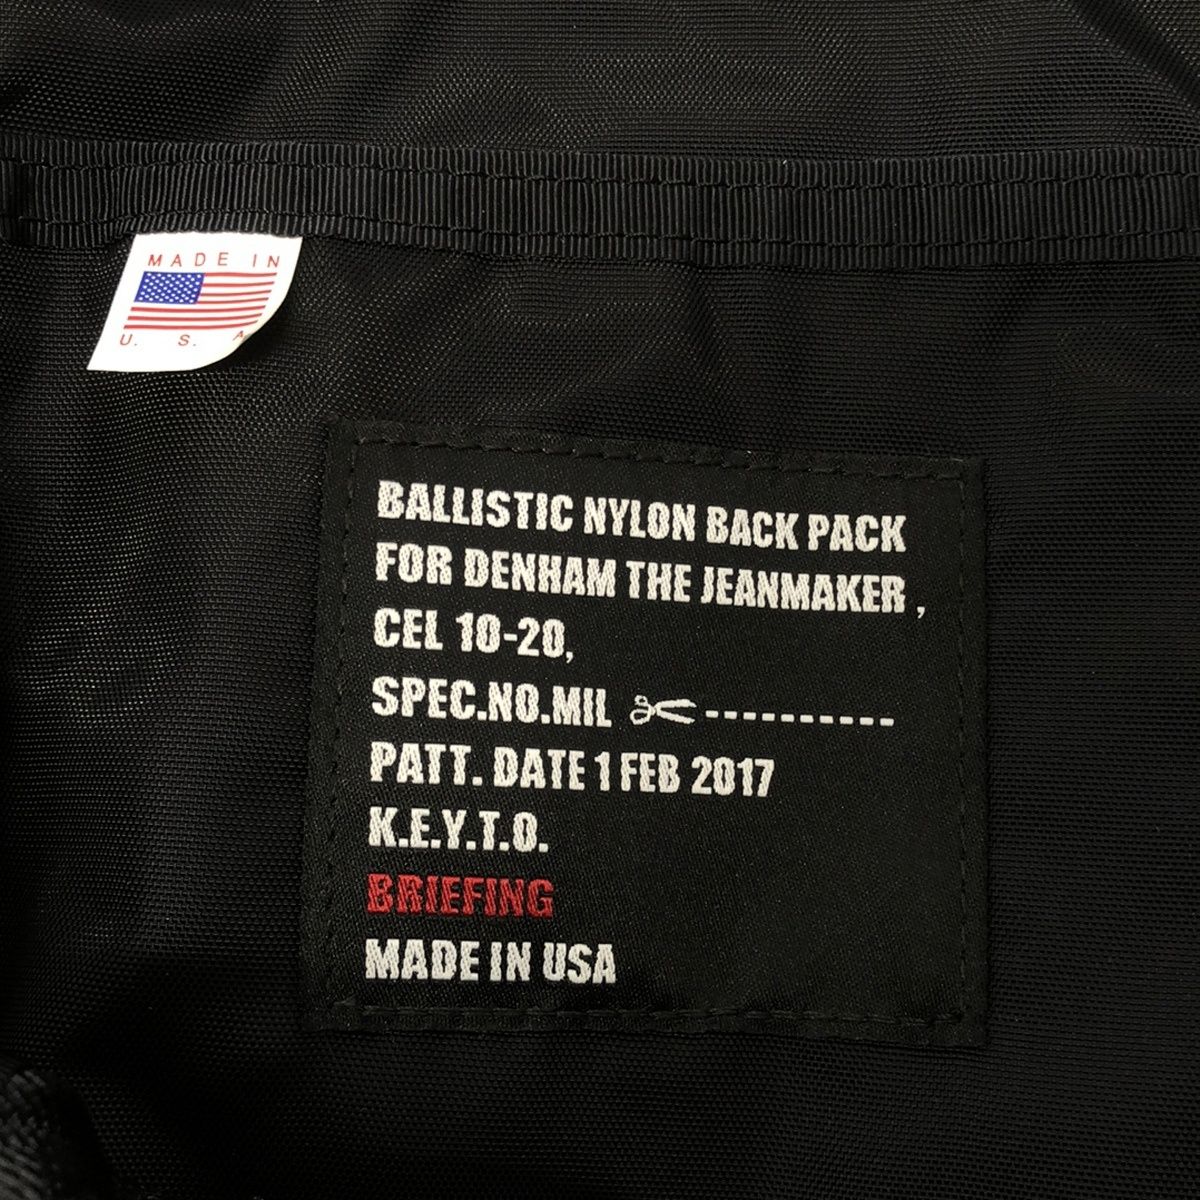 MADE IN
U. S. A
BALLISTIC NYLON BACK PACK
FOR DENHAM THE JEANMAKER ,
CEL 10-20,
SPEC.NO.MIL ----------
PATT. DATE 1 FEB 2017
K.E.Y.T.O.
BRIEFING
MADE IN USA